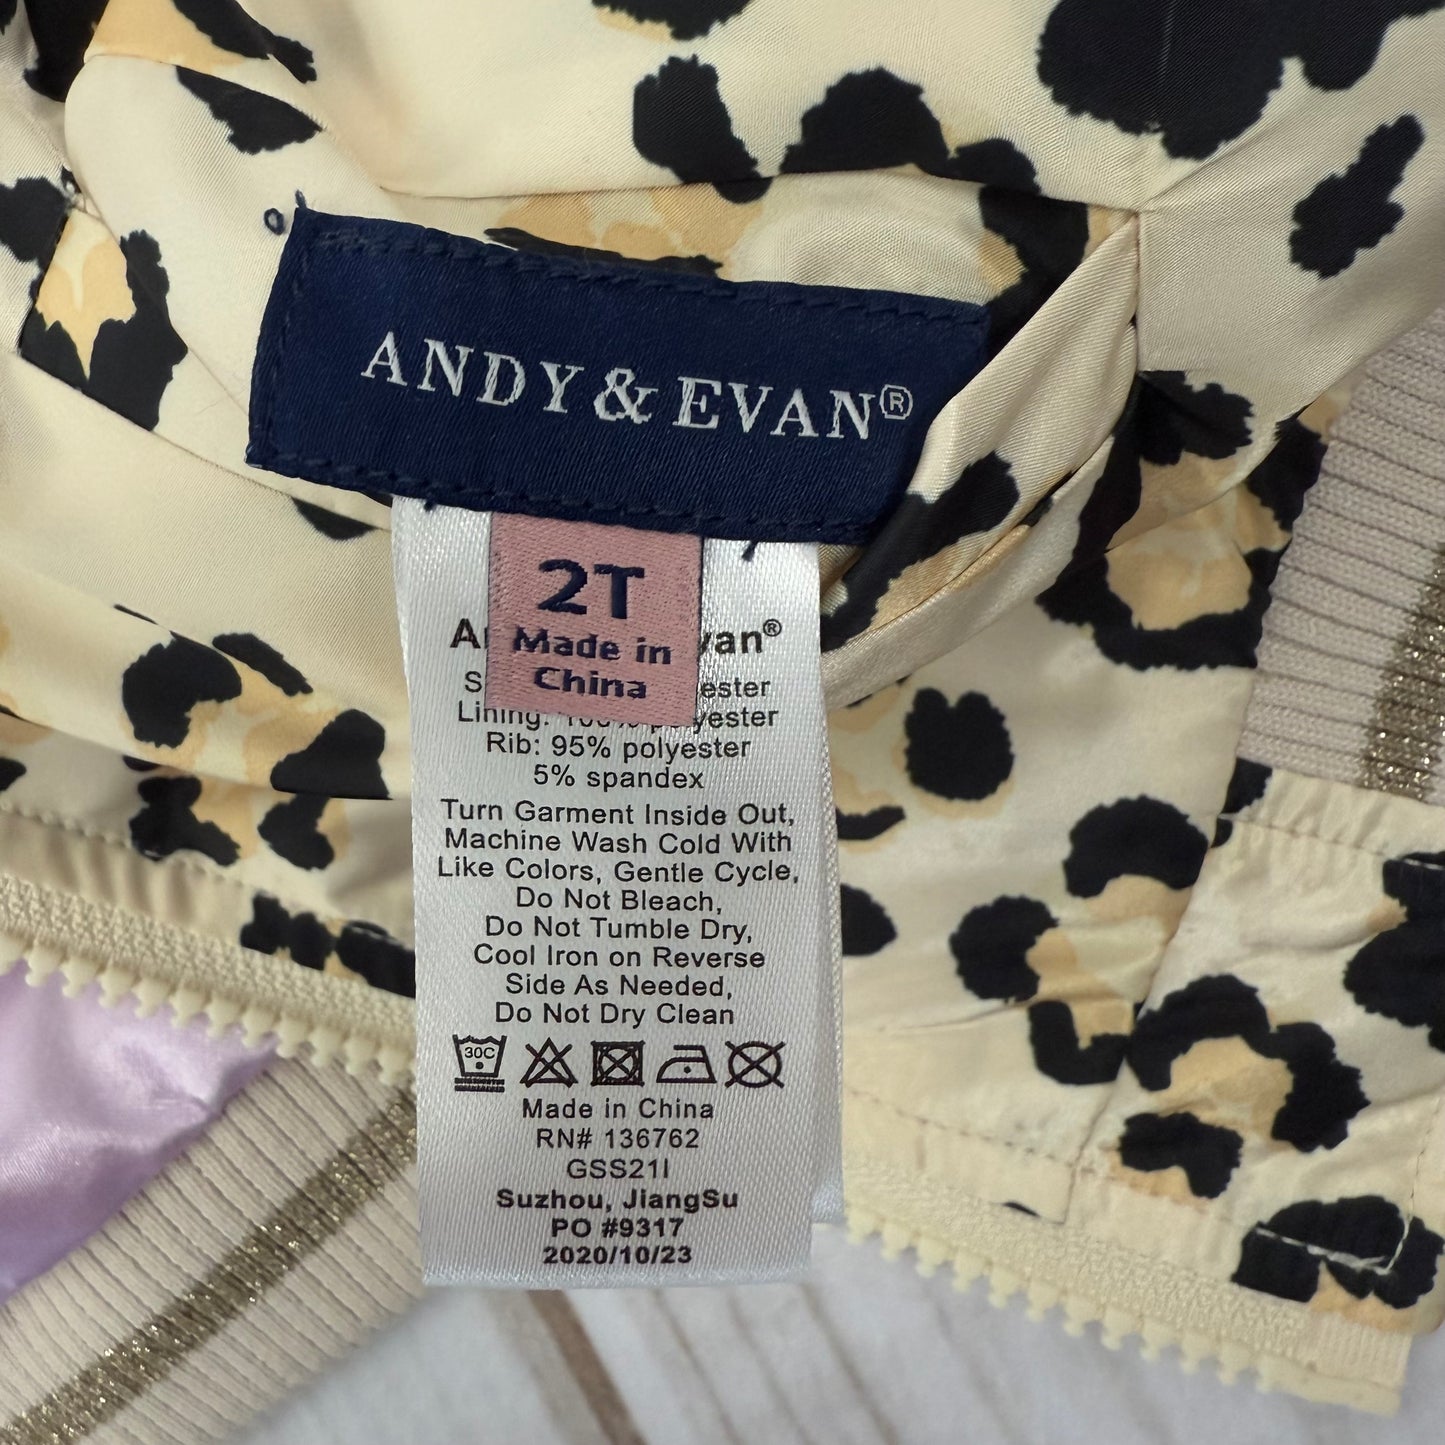 ANDY & EVAN®
2T
Made in
China
van®
ester
Lining: 100% polyester
Rib: 95% polyester
5% spandex
Turn Garment Inside Out,
Machine Wash Cold With
Like Colors, Gentle Cycle,
Do Not Bleach,
Do Not Tumble Dry,
Cool Iron on Reverse
Side As Needed,
Do Not Dry Clean
30C
Made in China
RN# 136762
GSS21I
Suzhou, JiangSu
PO #9317
2020/10/23